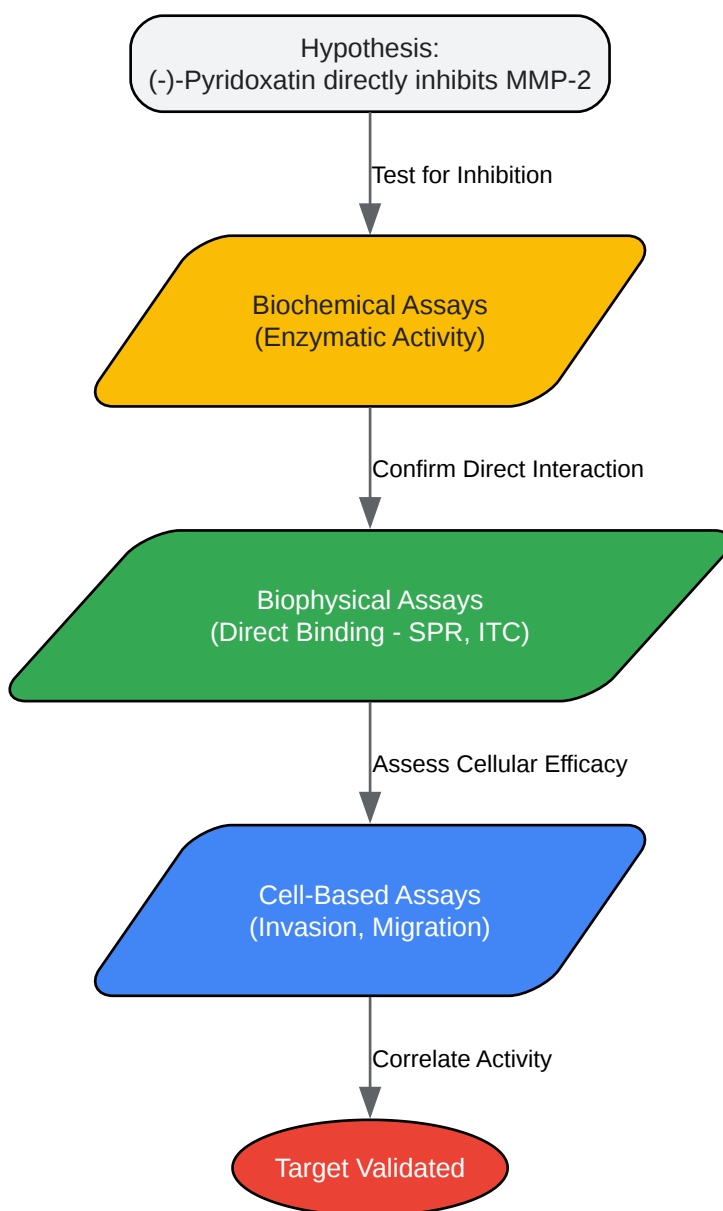 Hypothesis:
(-)-Pyridoxatin directly inhibits MMP-2
Test for Inhibition
Biochemical Assays
(Enzymatic Activity)
Confirm Direct Interaction
Biophysical Assays
(Direct Binding - SPR, ITC)
Assess Cellular Efficacy
Cell-Based Assays
(Invasion, Migration)
Correlate Activity
Target Validated